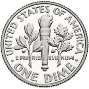 UNITED STATES OF AMERICA
E PLURIBUS UNUM
ONE DIME